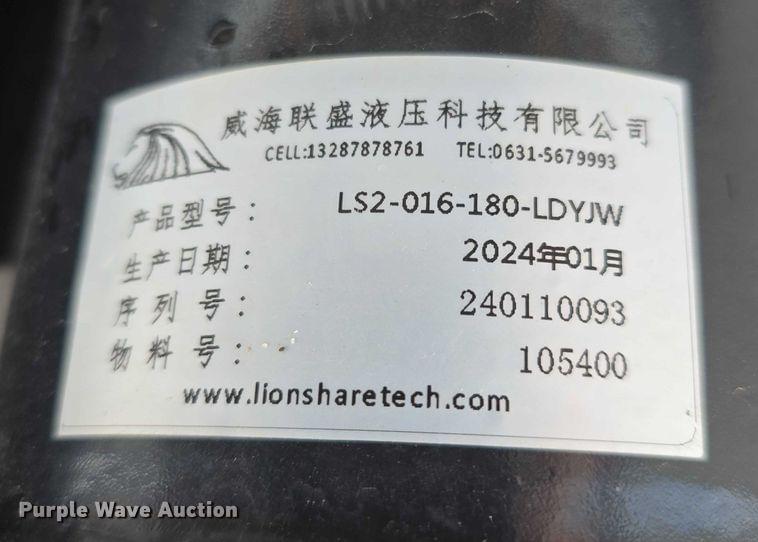 威海联盛液压科技有限公司
CELL:13287878761 TEL:0631-5679993
产品型号: LS2-016-180-LDYJW
生产日期: 2024年01月
序列号: 240110093
物料号: 105400
www.lionsharetech.com
Purple Wave Auction